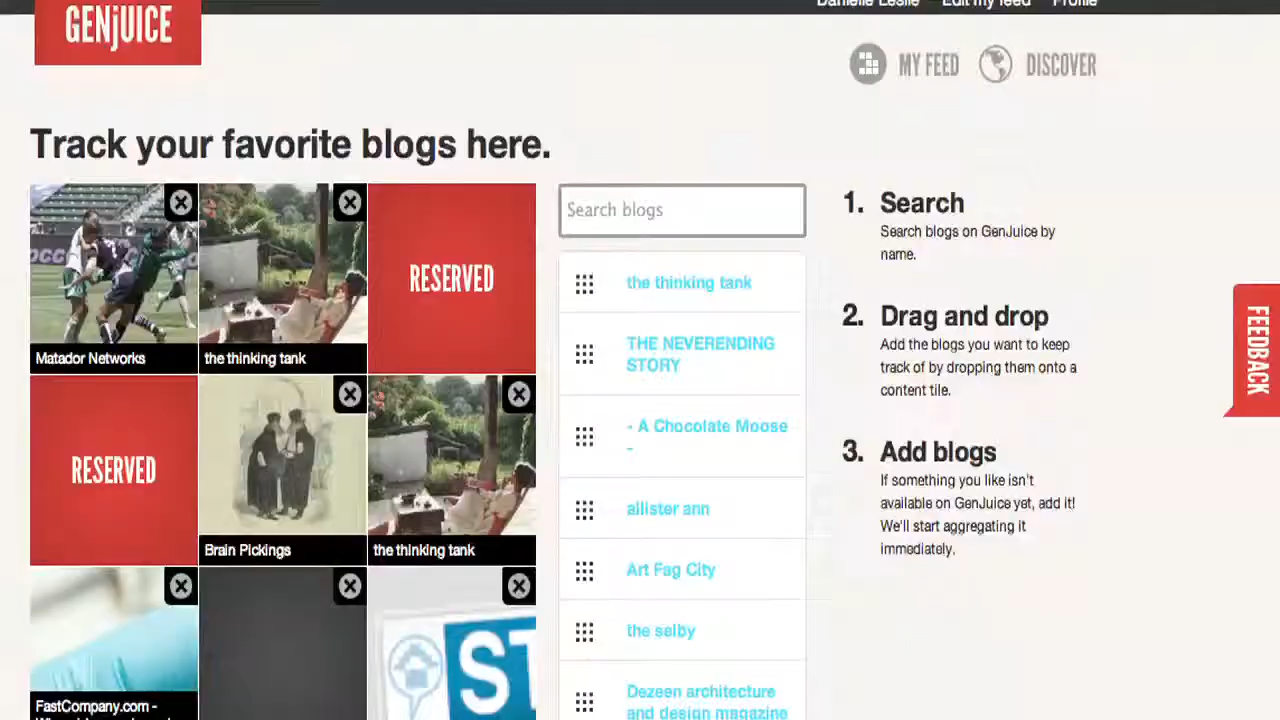 Danielle Leslie Edit my feed Profile
GENjUICE
MY FEED DISCOVER
Track your favorite blogs here.
Matador Networks
the thinking tank
RESERVED
RESERVED
Brain Pickings
the thinking tank
FastCompany.com -
ST
Search blogs
the thinking tank
THE NEVERENDING
STORY
- A Chocolate Moose
-
allister ann
Art Fag City
the selby
Dezeen architecture
and design magazine
1. Search
Search blogs on GenJuice by
name.
2. Drag and drop
Add the blogs you want to keep
track of by dropping them onto a
content tile.
3. Add blogs
If something you like isn't
available on GenJuice yet, add it!
We'll start aggregating it
immediately.
FEEDBACK